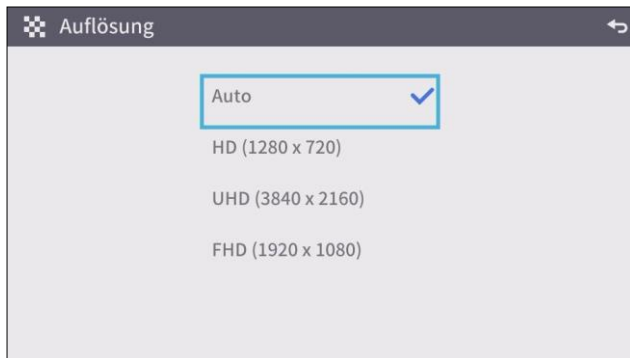 Auflösung
Auto
HD (1280 x 720)
UHD (3840 x 2160)
FHD (1920 x 1080)